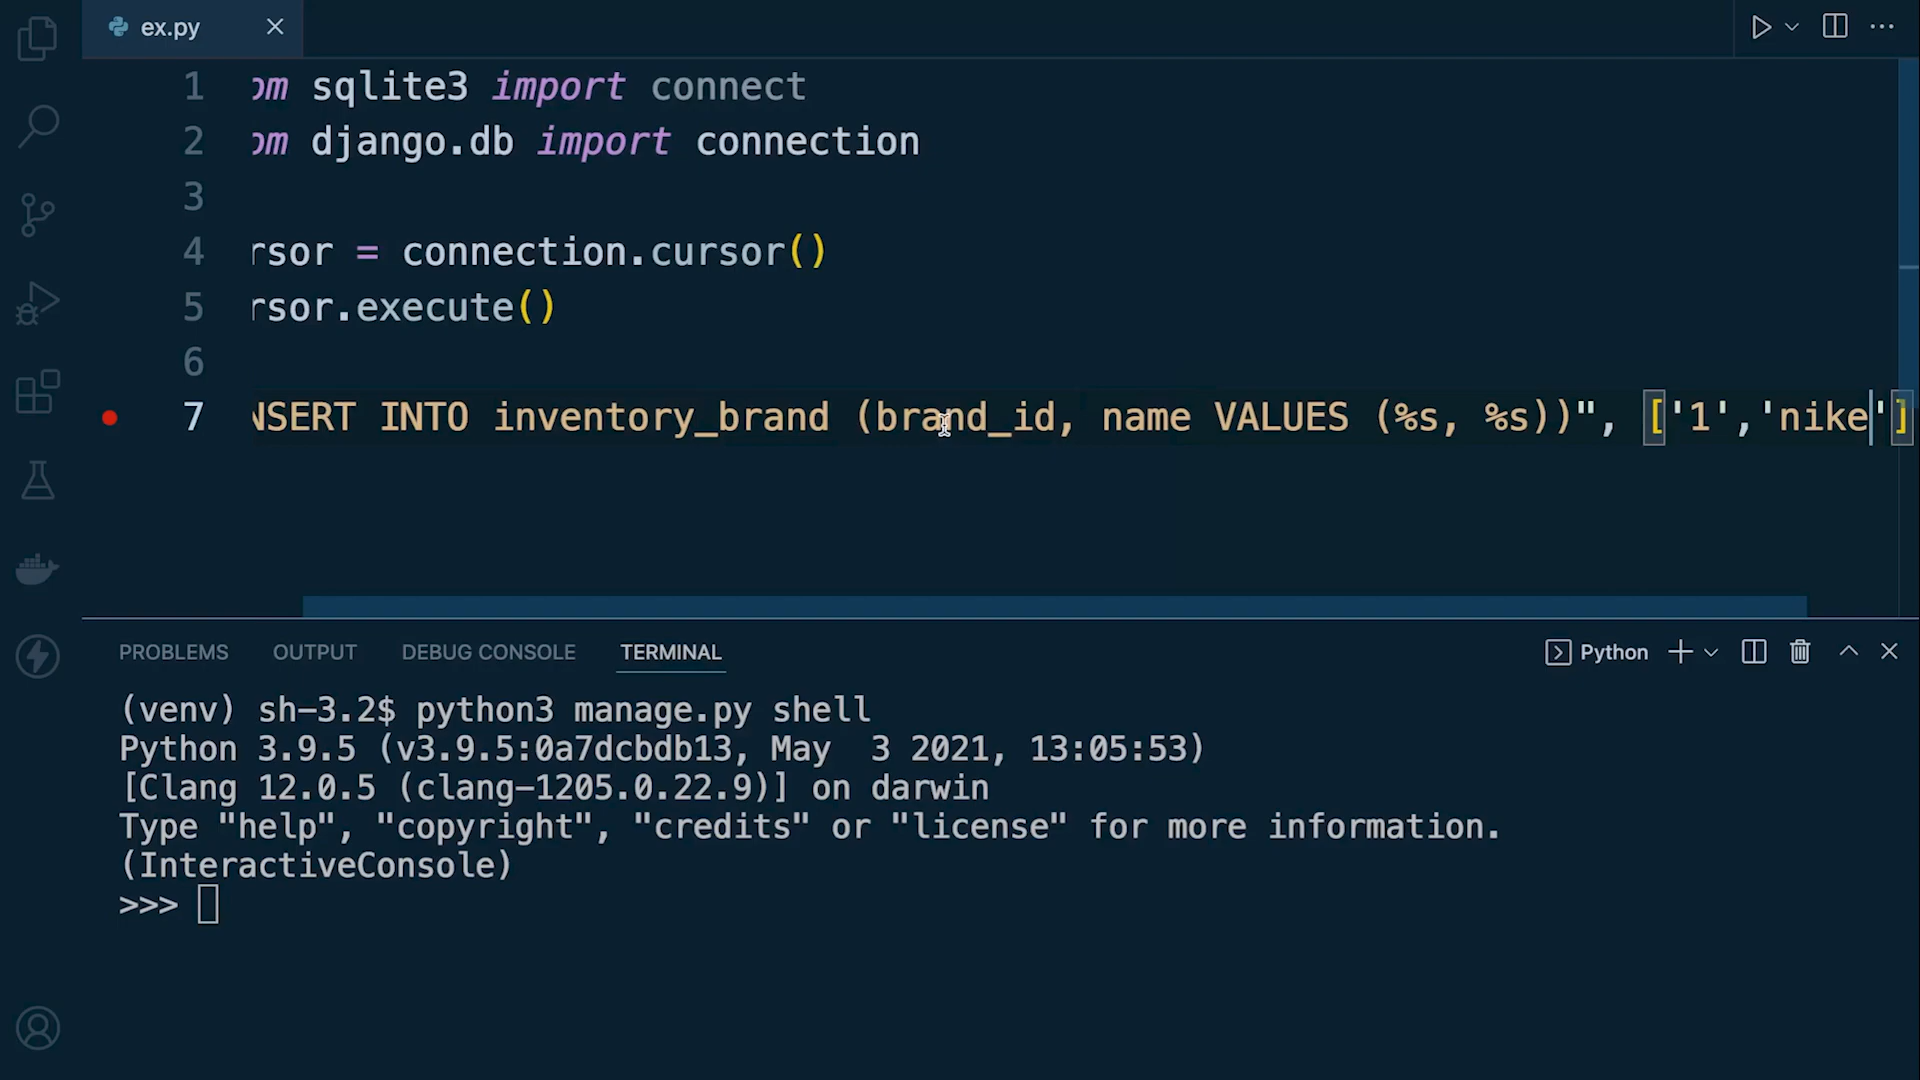 ex.py
1 om sqlite3 import connect
2 om django.db import connection
3
4 rsor = connection.cursor()
5 rsor.execute()
6
7 NSERT INTO inventory_brand (brand_id, name VALUES (%s, %s))", ['1','nike']
PROBLEMS OUTPUT DEBUG CONSOLE TERMINAL Python
(venv) sh-3.2$ python3 manage.py shell
Python 3.9.5 (v3.9.5:0a7dcbdb13, May  3 2021, 13:05:53)
[Clang 12.0.5 (clang-1205.0.22.9)] on darwin
Type "help", "copyright", "credits" or "license" for more information.
(InteractiveConsole)
>>>